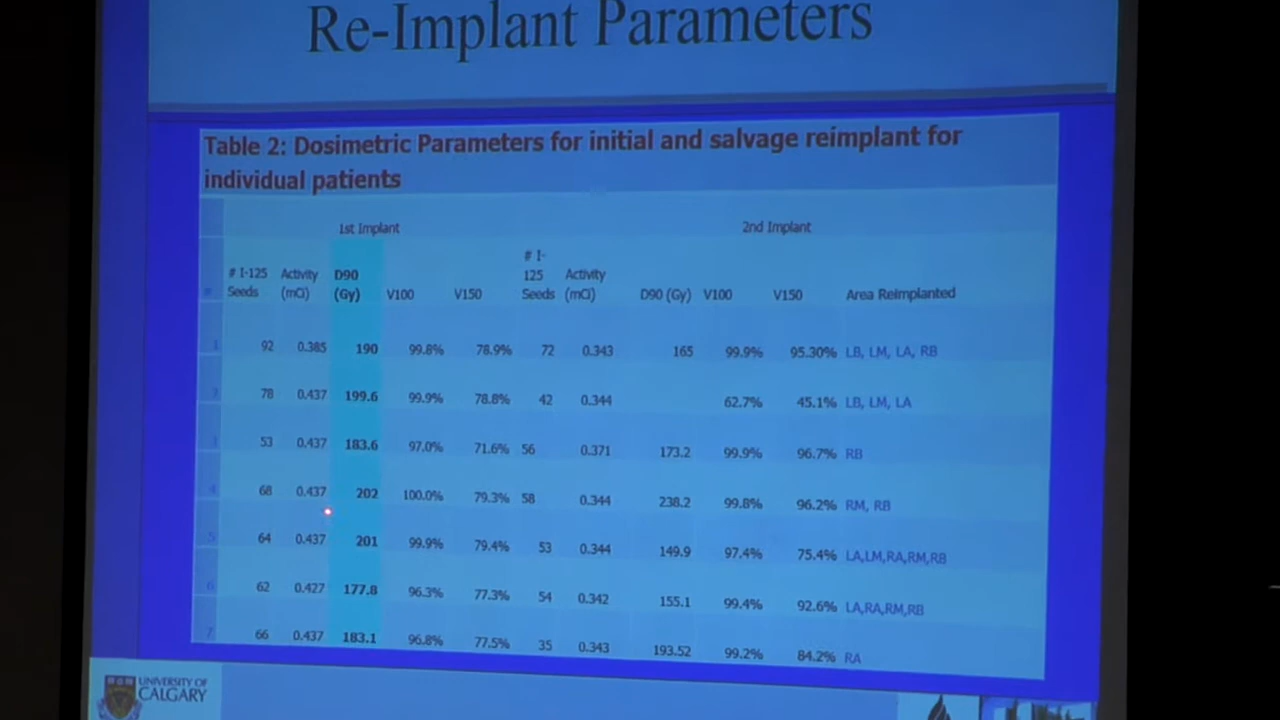 Re-Implant Parameters
Table 2: Dosimetric Parameters for initial and salvage reimplant for
individual patients
1st Implant 2nd Implant
# I-125 Seeds Activity (mCi) D90 (Gy) V100 V150 # I-125 Seeds Activity (mCi) D90 (Gy) V100 V150 Area Reimplanted
1 92 0.385 190 99.8% 78.9% 72 0.343 165 99.9% 95.30% LB, LM, LA, RB
2 78 0.437 199.6 99.9% 78.8% 42 0.344 62.7% 45.1% LB, LM, LA
3 53 0.437 183.6 97.0% 71.6% 56 0.371 173.2 99.9% 96.7% RB
4 68 0.437 202 100.0% 79.3% 58 0.344 238.2 99.8% 96.2% RM, RB
5 64 0.437 201 99.9% 79.4% 53 0.344 149.9 97.4% 75.4% LA,LM,RA,RM,RB
6 62 0.427 177.8 96.3% 77.3% 54 0.342 155.1 99.4% 92.6% LA,RA,RM,RB
7 66 0.437 183.1 96.8% 77.5% 35 0.343 193.52 99.2% 84.2% RA
UNIVERSITY OF
CALGARY